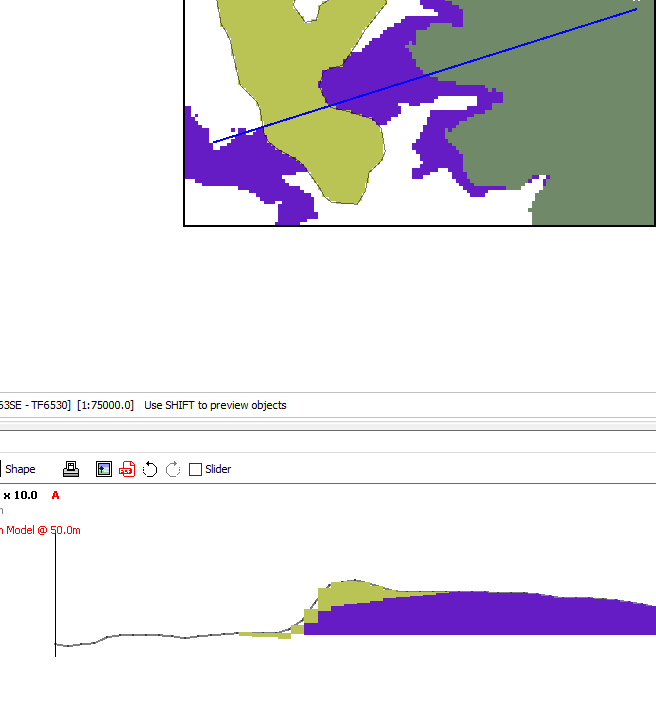 53SE - TF6530] [1:75000.0] Use SHIFT to preview objects
Shape Slider
x 10.0 A
Model @ 50.0m